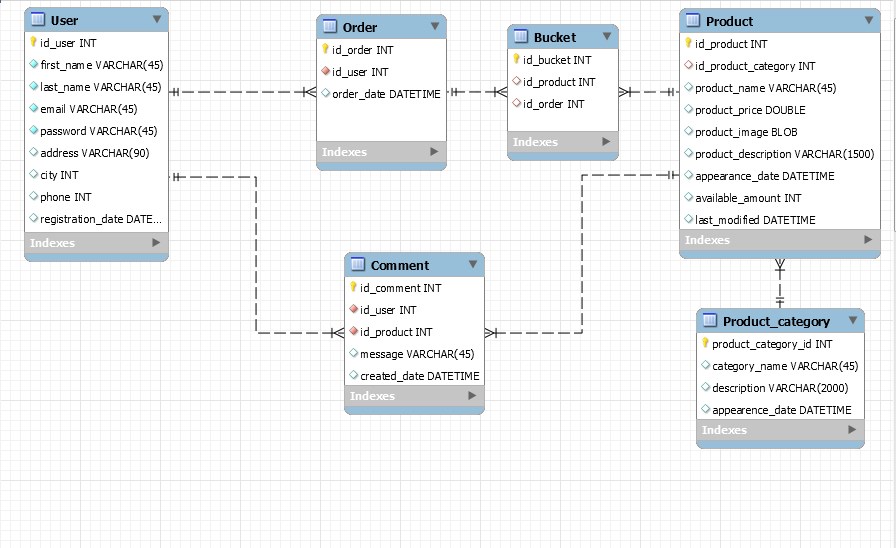 User
id_user INT
first_name VARCHAR(45)
last_name VARCHAR(45)
email VARCHAR(45)
password VARCHAR(45)
address VARCHAR(90)
city INT
phone INT
registration_date DATE...
Indexes
Order
id_order INT
id_user INT
order_date DATETIME
Indexes
Bucket
id_bucket INT
id_product INT
id_order INT
Indexes
Product
id_product INT
id_product_category INT
product_name VARCHAR(45)
product_price DOUBLE
product_image BLOB
product_description VARCHAR(1500)
appearance_date DATETIME
available_amount INT
last_modified DATETIME
Indexes
Comment
id_comment INT
id_user INT
id_product INT
message VARCHAR(45)
created_date DATETIME
Indexes
Product_category
product_category_id INT
category_name VARCHAR(45)
description VARCHAR(2000)
appearence_date DATETIME
Indexes